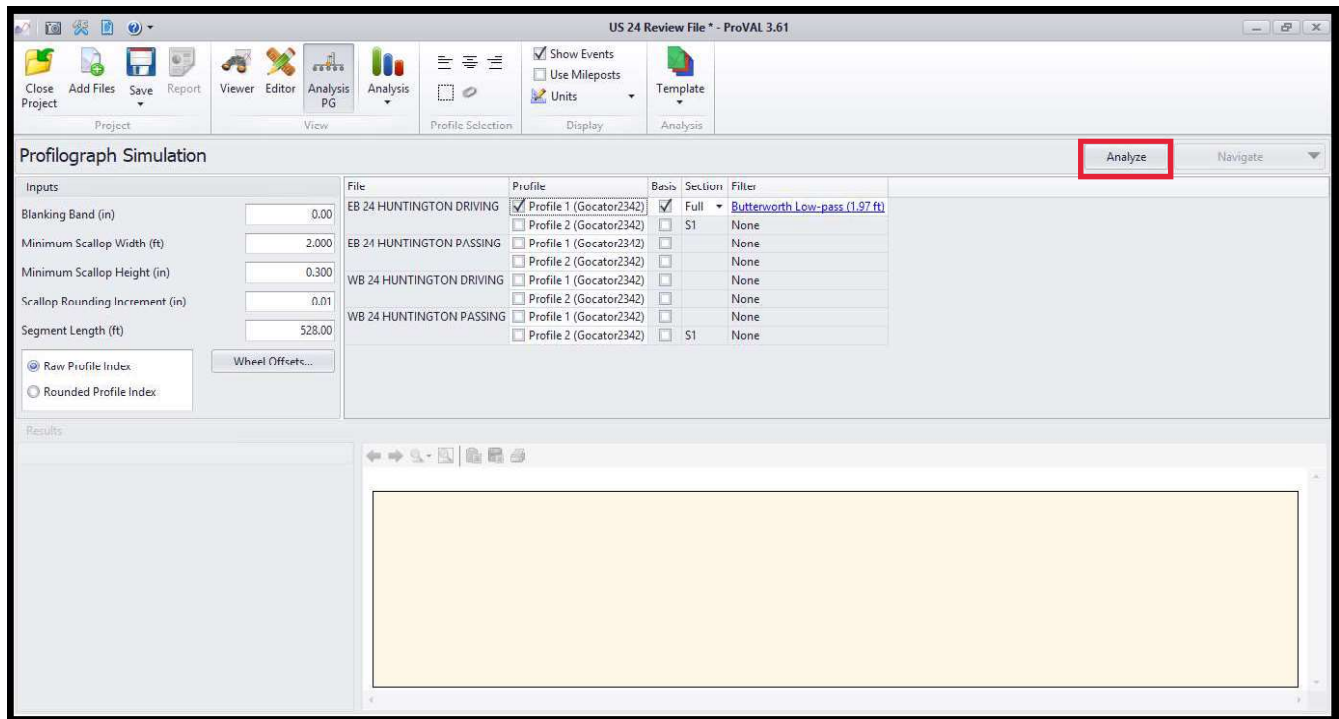 US 24 Review File * - ProVAL 3.61
Close Project
Add Files
Save
Report
Viewer
Editor
Analysis PG
Analysis
Show Events
Use Mileposts
Units
Template
Project
View
Profile Selection
Display
Analysis
Profilograph Simulation
Analyze
Navigate
Inputs
Blanking Band (in) 0.00
Minimum Scallop Width (ft) 2.000
Minimum Scallop Height (in) 0.300
Scallop Rounding Increment (in) 0.01
Segment Length (ft) 528.00
Raw Profile Index
Rounded Profile Index
Wheel Offsets...
File Profile Basis Section Filter
EB 24 HUNTINGTON DRIVING Profile 1 (Gocator2342) Full Butterworth Low-pass (1.97 ft)
Profile 2 (Gocator2342) S1 None
EB 24 HUNTINGTON PASSING Profile 1 (Gocator2342) None
Profile 2 (Gocator2342) None
WB 24 HUNTINGTON DRIVING Profile 1 (Gocator2342) None
Profile 2 (Gocator2342) None
WB 24 HUNTINGTON PASSING Profile 1 (Gocator2342) None
Profile 2 (Gocator2342) S1 None
Results